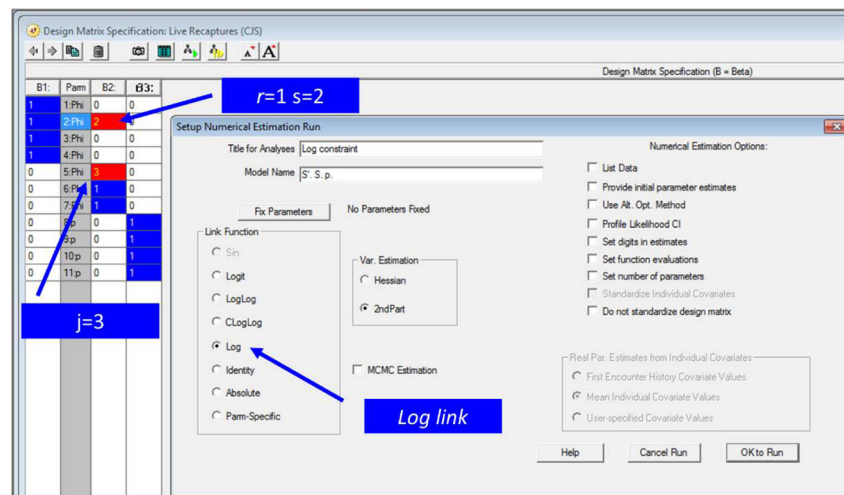 Design Matrix Specification: Live Recaptures (CJS)
Design Matrix Specification (B = Beta)
B1: Parm B2: B3:
1 1:Phi 0 0
1 2:Phi 2 0
1 3:Phi 0 0
1 4:Phi 0 0
0 5:Phi 3 0
0 6:Phi 1 0
0 7:Phi 1 0
0 8:p 0 1
0 9:p 0 1
0 10:p 0 1
0 11:p 0 1
r=1 s=2
j=3
Setup Numerical Estimation Run
Title for Analyses Log constraint
Model Name S'. S. p.
Fix Parameters No Parameters Fixed
Link Function
Sin
Logit
LogLog
CLogLog
Log
Identity
Absolute
Parm-Specific
Var. Estimation
Hessian
2ndPart
MCMC Estimation
Log link
Numerical Estimation Options:
List Data
Provide initial parameter estimates
Use Alt. Opt. Method
Profile Likelihood CI
Set digits in estimates
Set function evaluations
Set number of parameters
Standardize Individual Covariates
Do not standardize design matrix
Real Par. Estimates from Individual Covariates
First Encounter History Covariate Values
Mean Individual Covariate Values
User-specified Covariate Values
Help Cancel Run OK to Run